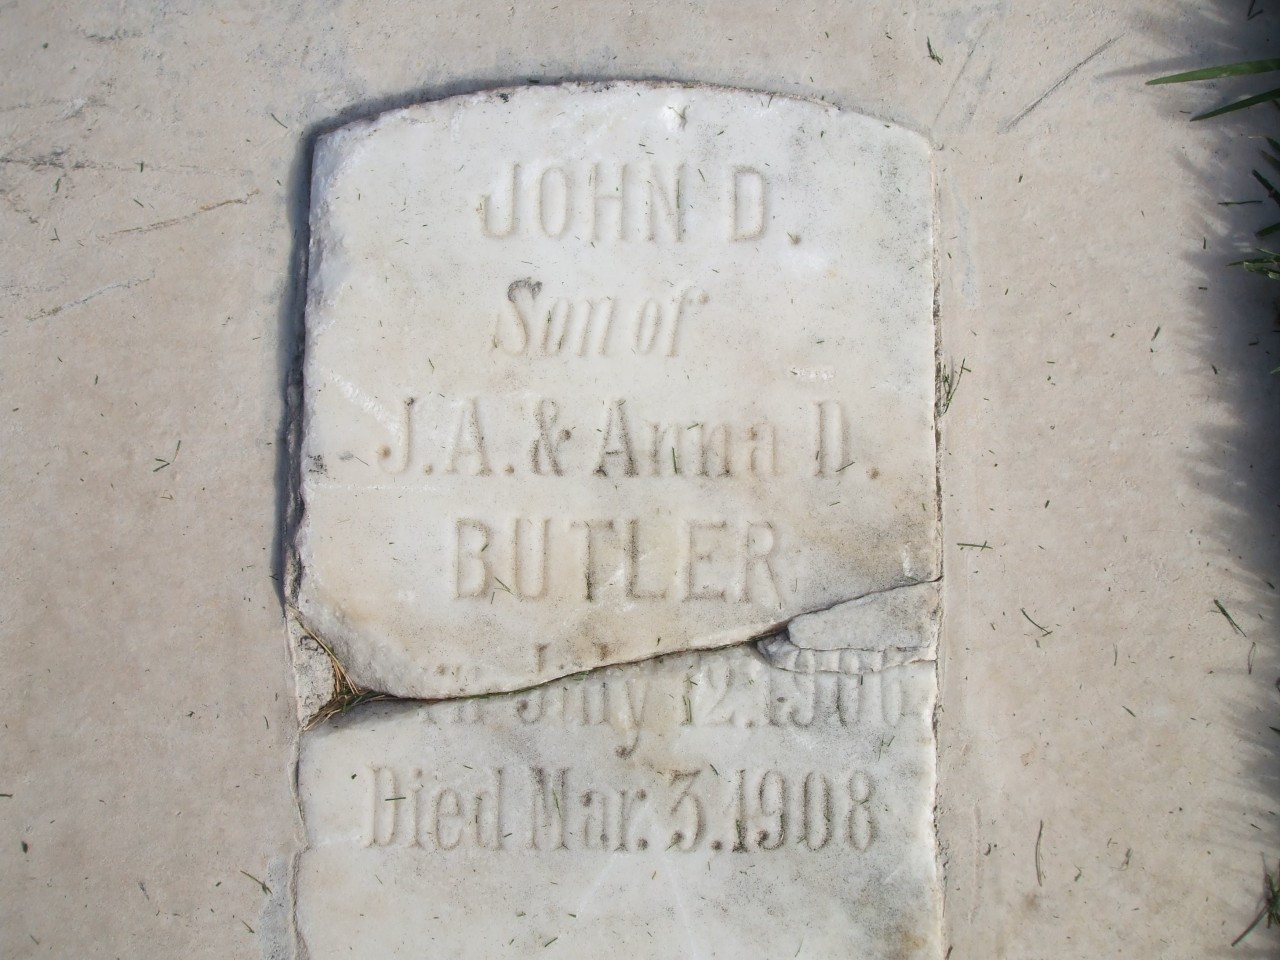 JOHN D.
Son of
J.A. & Anna D.
BUTLER
July 12.1906
Died Mar. 3.1908